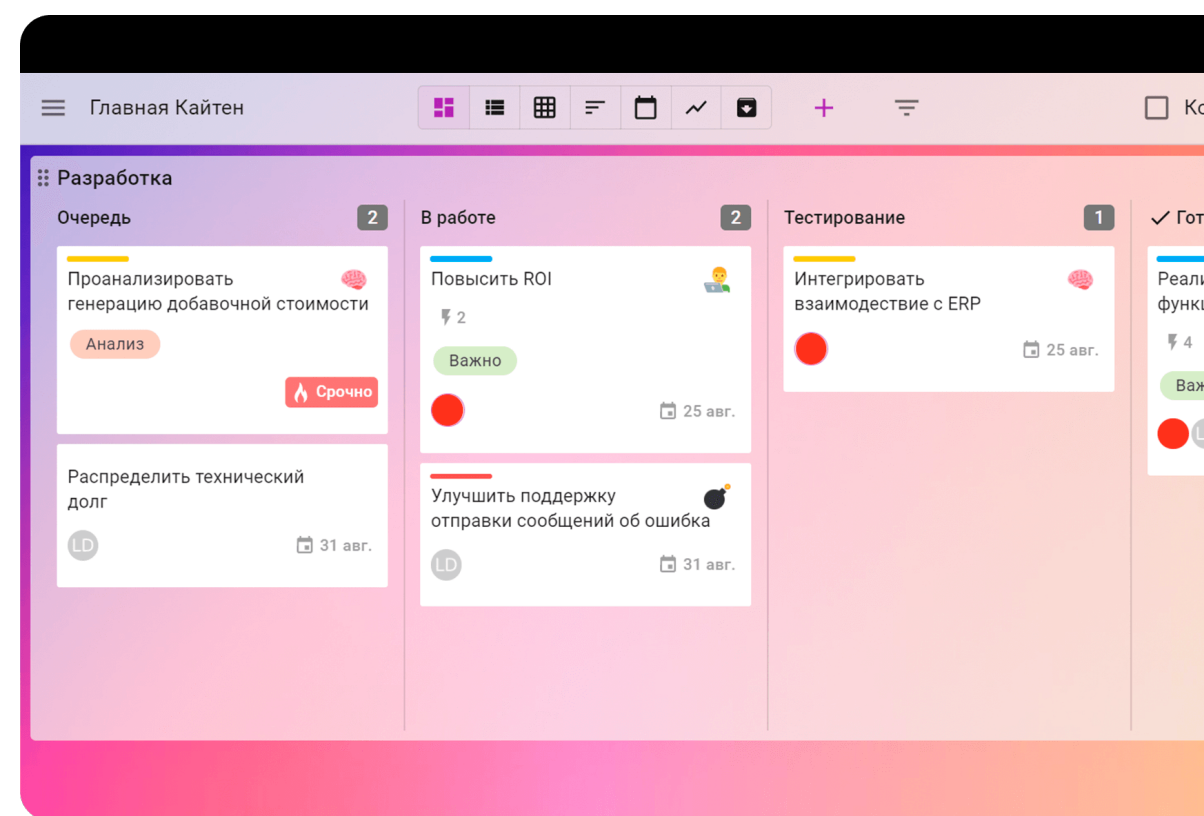 Главная Кайтен
Разработка
Очередь 2
Проанализировать
генерацию добавочной стоимости
Анализ
Срочно
Распределить технический
долг
LD 31 авг.
В работе 2
Повысить ROI
2
Важно
25 авг.
Улучшить поддержку
отправки сообщений об ошибка
LD 31 авг.
Тестирование 1
Интегрировать
взаимодествие с ERP
25 авг.
4